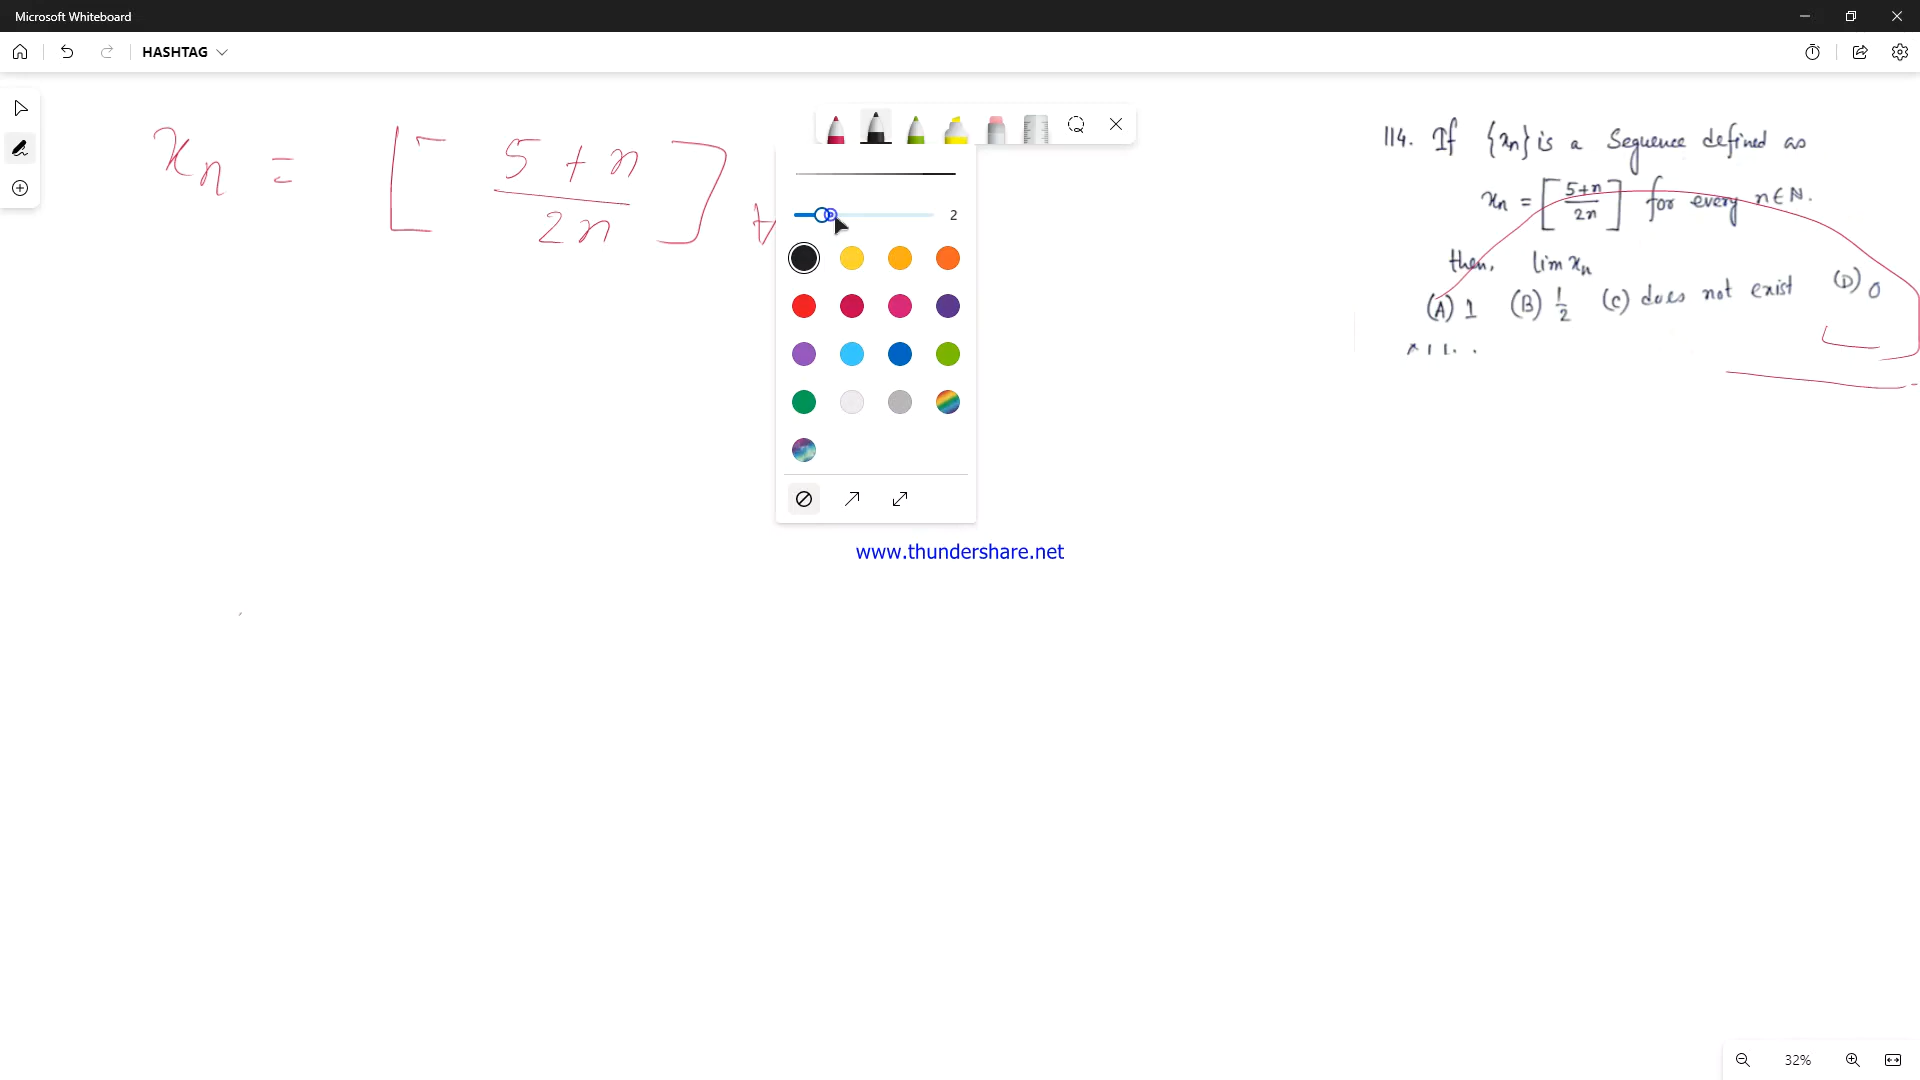 Microsoft Whiteboard
HASHTAG
xn = [ 5 + n / 2n ] ∀
2
114. If {xn} is a Sequence defined as
xn = [ 5+n / 2n ] for every n∈N.
then, lim xn
(A) 1 (B) 1/2 (C) does not exist (D) 0
www.thundershare.net
32%